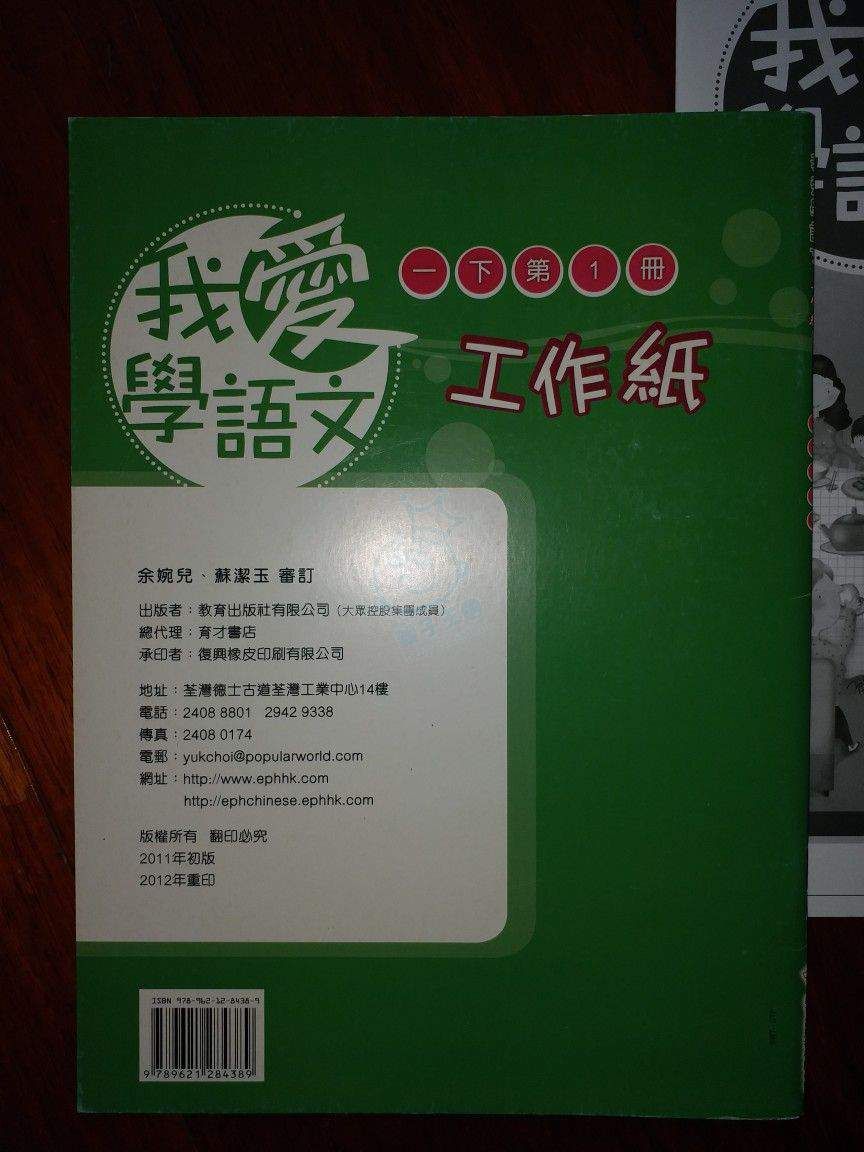 我愛
學語文
一下第1冊
工作紙
余婉兒、蘇潔玉 審訂
出版者：教育出版社有限公司（大眾控股集團成員）
總代理：育才書店
承印者：復興橡皮印刷有限公司
地址：荃灣德士古道荃灣工業中心14樓
電話：2408 8801 2942 9338
傳真：2408 0174
電郵：yukchoi@popularworld.com
網址：http://www.ephhk.com
http://ephchinese.ephhk.com
版權所有 翻印必究
2011年初版
2012年重印
ISBN 978-962-12-8438-9
9 789621 284389
我
學語